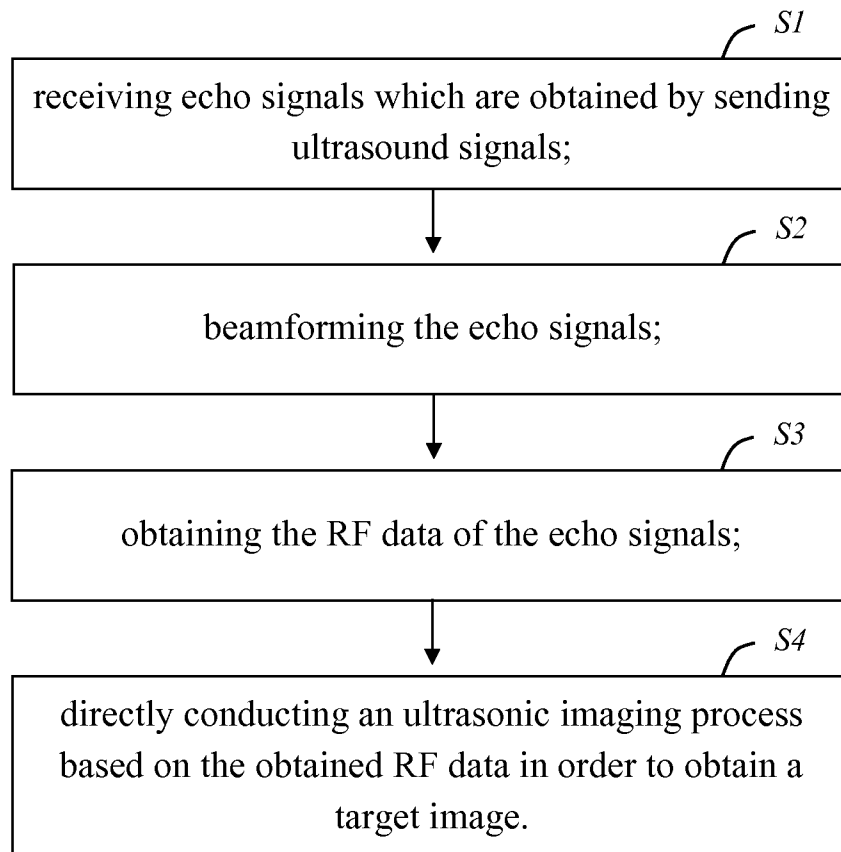 S1
receiving echo signals which are obtained by sending
ultrasound signals;
S2
beamforming the echo signals;
S3
obtaining the RF data of the echo signals;
S4
directly conducting an ultrasonic imaging process
based on the obtained RF data in order to obtain a
target image.